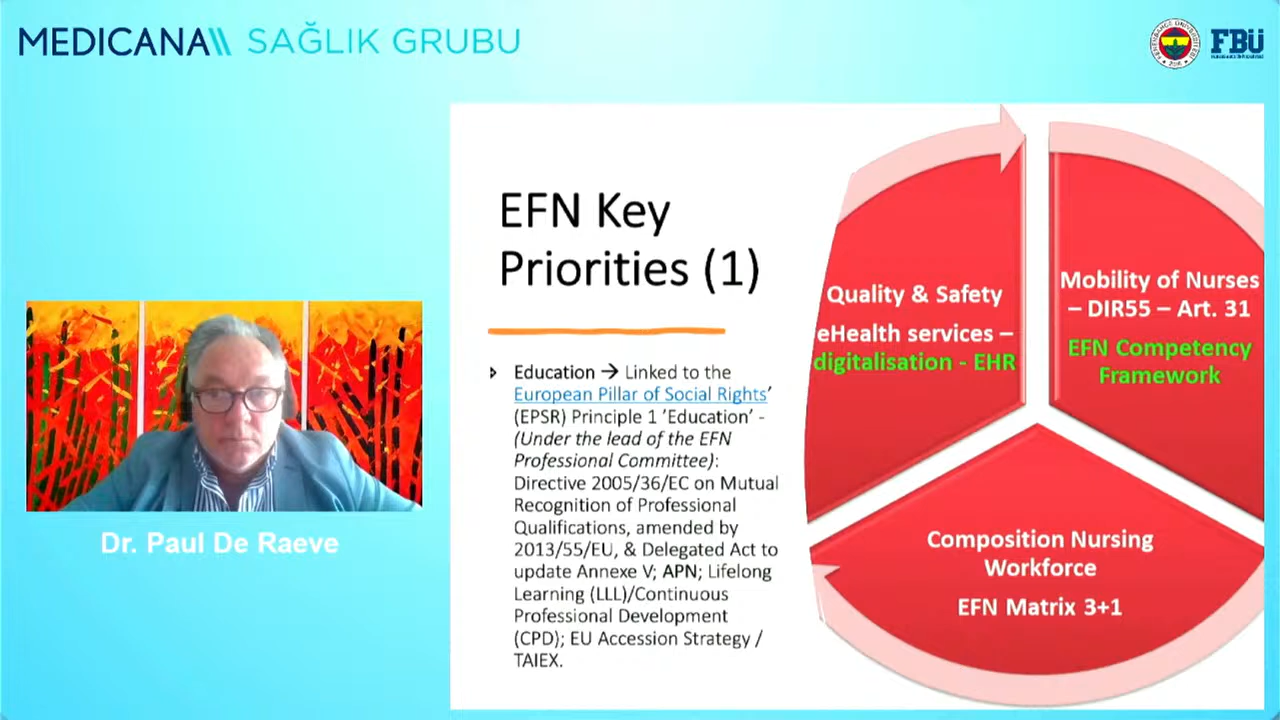 MEDICANA SAĞLIK GRUBU
FBÜ
EFN Key
Priorities (1)
Education → Linked to the
European Pillar of Social Rights’
(EPSR) Principle 1 ’Education’ -
(Under the lead of the EFN
Professional Committee):
Directive 2005/36/EC on Mutual
Recognition of Professional
Qualifications, amended by
2013/55/EU, & Delegated Act to
update Annexe V; APN; Lifelong
Learning (LLL)/Continuous
Professional Development
(CPD); EU Accession Strategy /
TAIEX.
Quality & Safety
eHealth services –
digitalisation - EHR
Mobility of Nurses
– DIR55 – Art. 31
EFN Competency
Framework
Composition Nursing
Workforce
EFN Matrix 3+1
Dr. Paul De Raeve